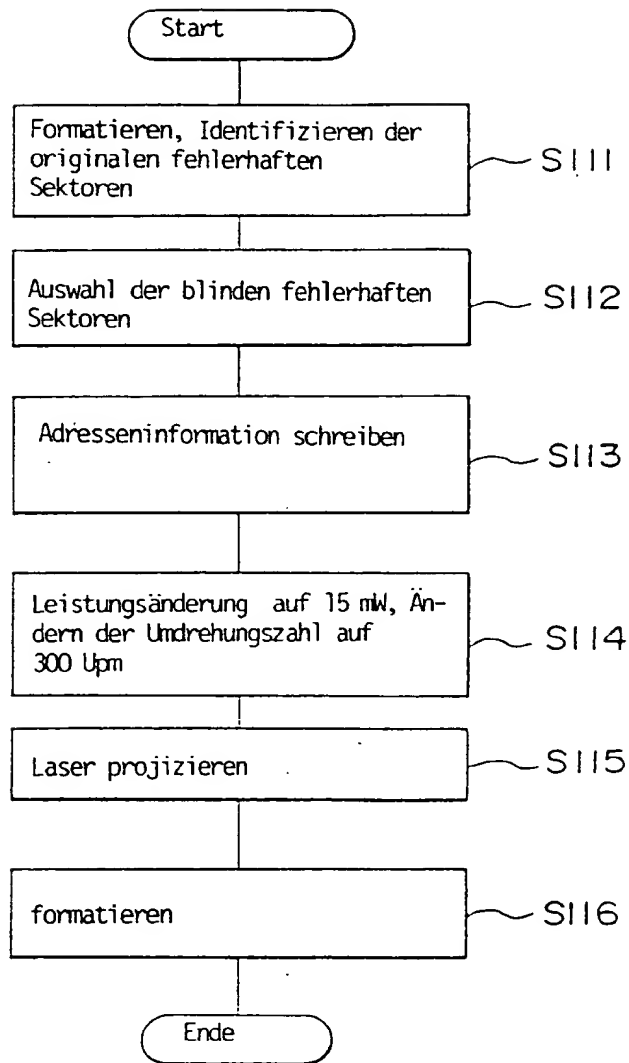 Start
Formatieren, Identifizieren der
originalen fehlerhaften
Sektoren
S111
Auswahl der blinden fehlerhaften
Sektoren
S112
Adresseninformation schreiben
S113
Leistungsänderung auf 15 mW, Än-
dern der Umdrehungszahl auf
300 Upm
S114
Laser projizieren
S115
formatieren
S116
Ende